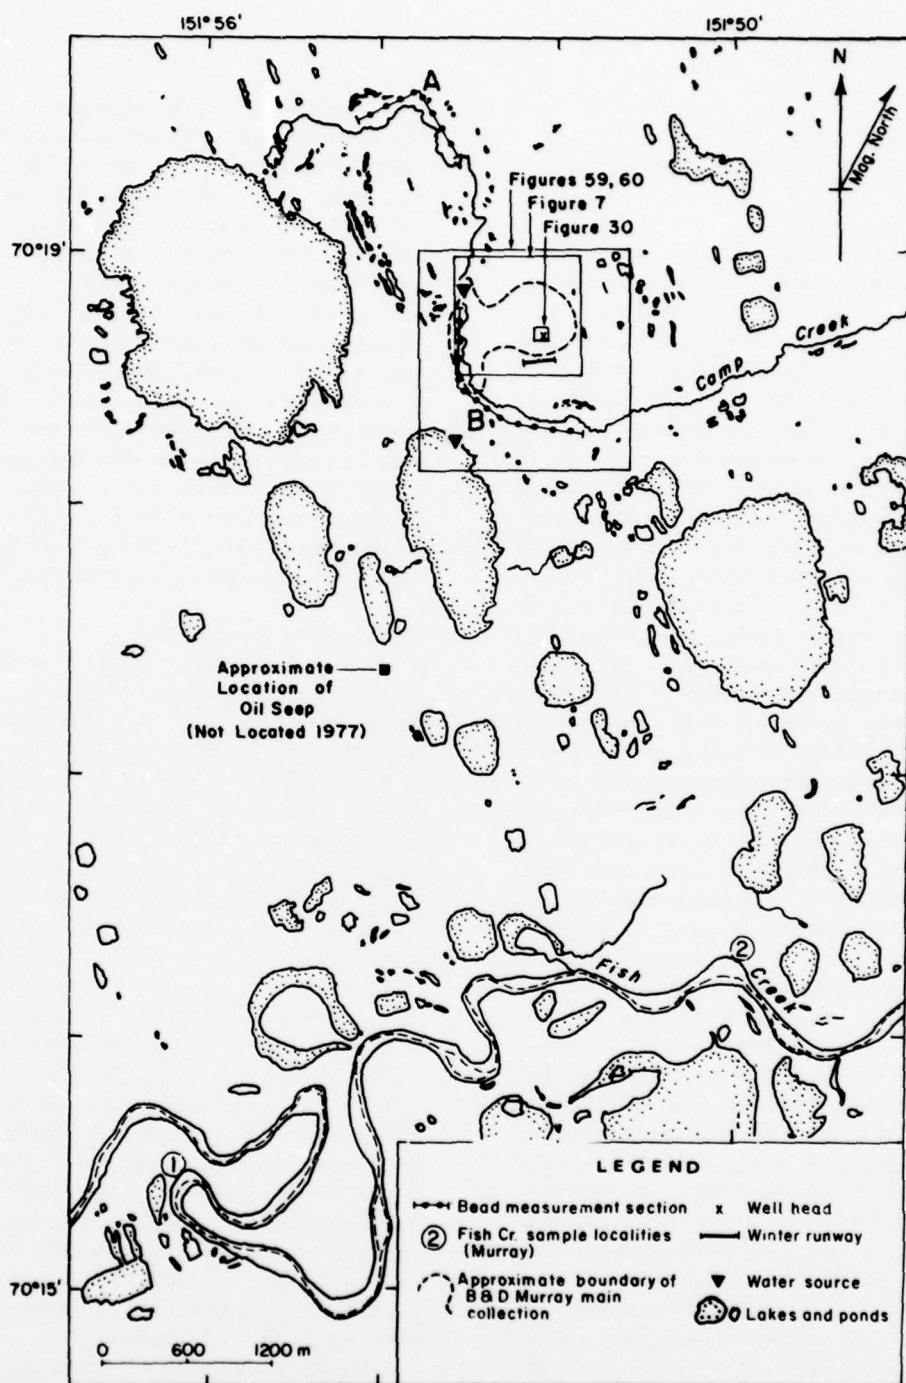 151°56'
151°50'
N
Mag. North
A
Figures 59, 60
Figure 7
Figure 30
70°19'
Camp Creek
B
Approximate
Location of
Oil Seep
(Not Located 1977)
2
Fish Creek
1
70°15'
0 600 1200 m
LEGEND
Bead measurement section
2 Fish Cr. sample localities
(Murray)
Approximate boundary of
B & D Murray main
collection
x Well head
Winter runway
Water source
Lakes and ponds